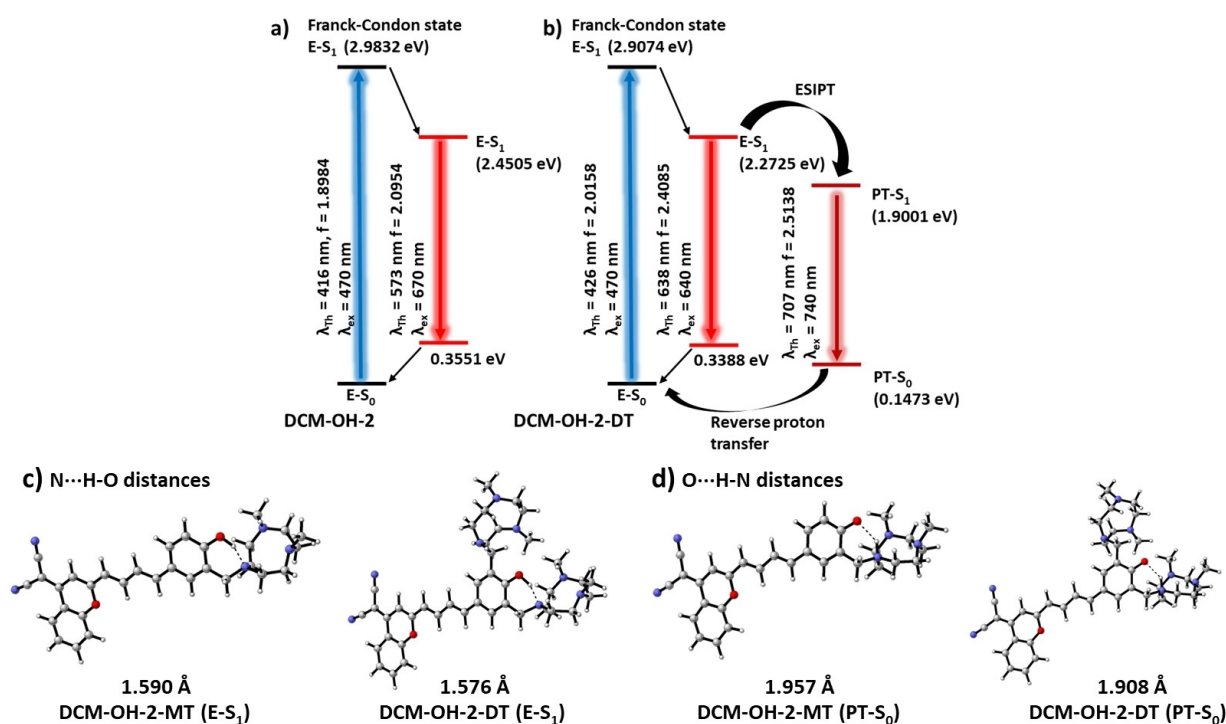 a)
Franck-Condon state
E-S₁ (2.9832 eV)
E-S₁
(2.4505 eV)
λTh = 416 nm, f = 1.8984
λex = 470 nm
λTh = 573 nm f = 2.0954
λex = 670 nm
0.3551 eV
E-S₀
DCM-OH-2
b)
Franck-Condon state
E-S₁ (2.9074 eV)
ESIPT
E-S₁
(2.2725 eV)
PT-S₁
(1.9001 eV)
λTh = 426 nm f = 2.0158
λex = 470 nm
λTh = 638 nm f = 2.4085
λex = 640 nm
λTh = 707 nm f = 2.5138
λex = 740 nm
0.3388 eV
PT-S₀
(0.1473 eV)
E-S₀
DCM-OH-2-DT
Reverse proton
transfer
c) N···H-O distances
1.590 Å
DCM-OH-2-MT (E-S₁)
1.576 Å
DCM-OH-2-DT (E-S₁)
d) O···H-N distances
1.957 Å
DCM-OH-2-MT (PT-S₀)
1.908 Å
DCM-OH-2-DT (PT-S₀)